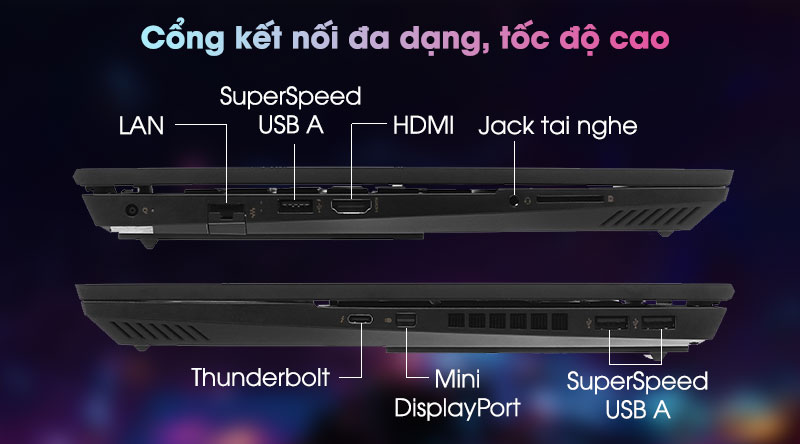 Cổng kết nối đa dạng, tốc độ cao
SuperSpeed
USB A
LAN
HDMI
Jack tai nghe
Thunderbolt
Mini
DisplayPort
SuperSpeed
USB A